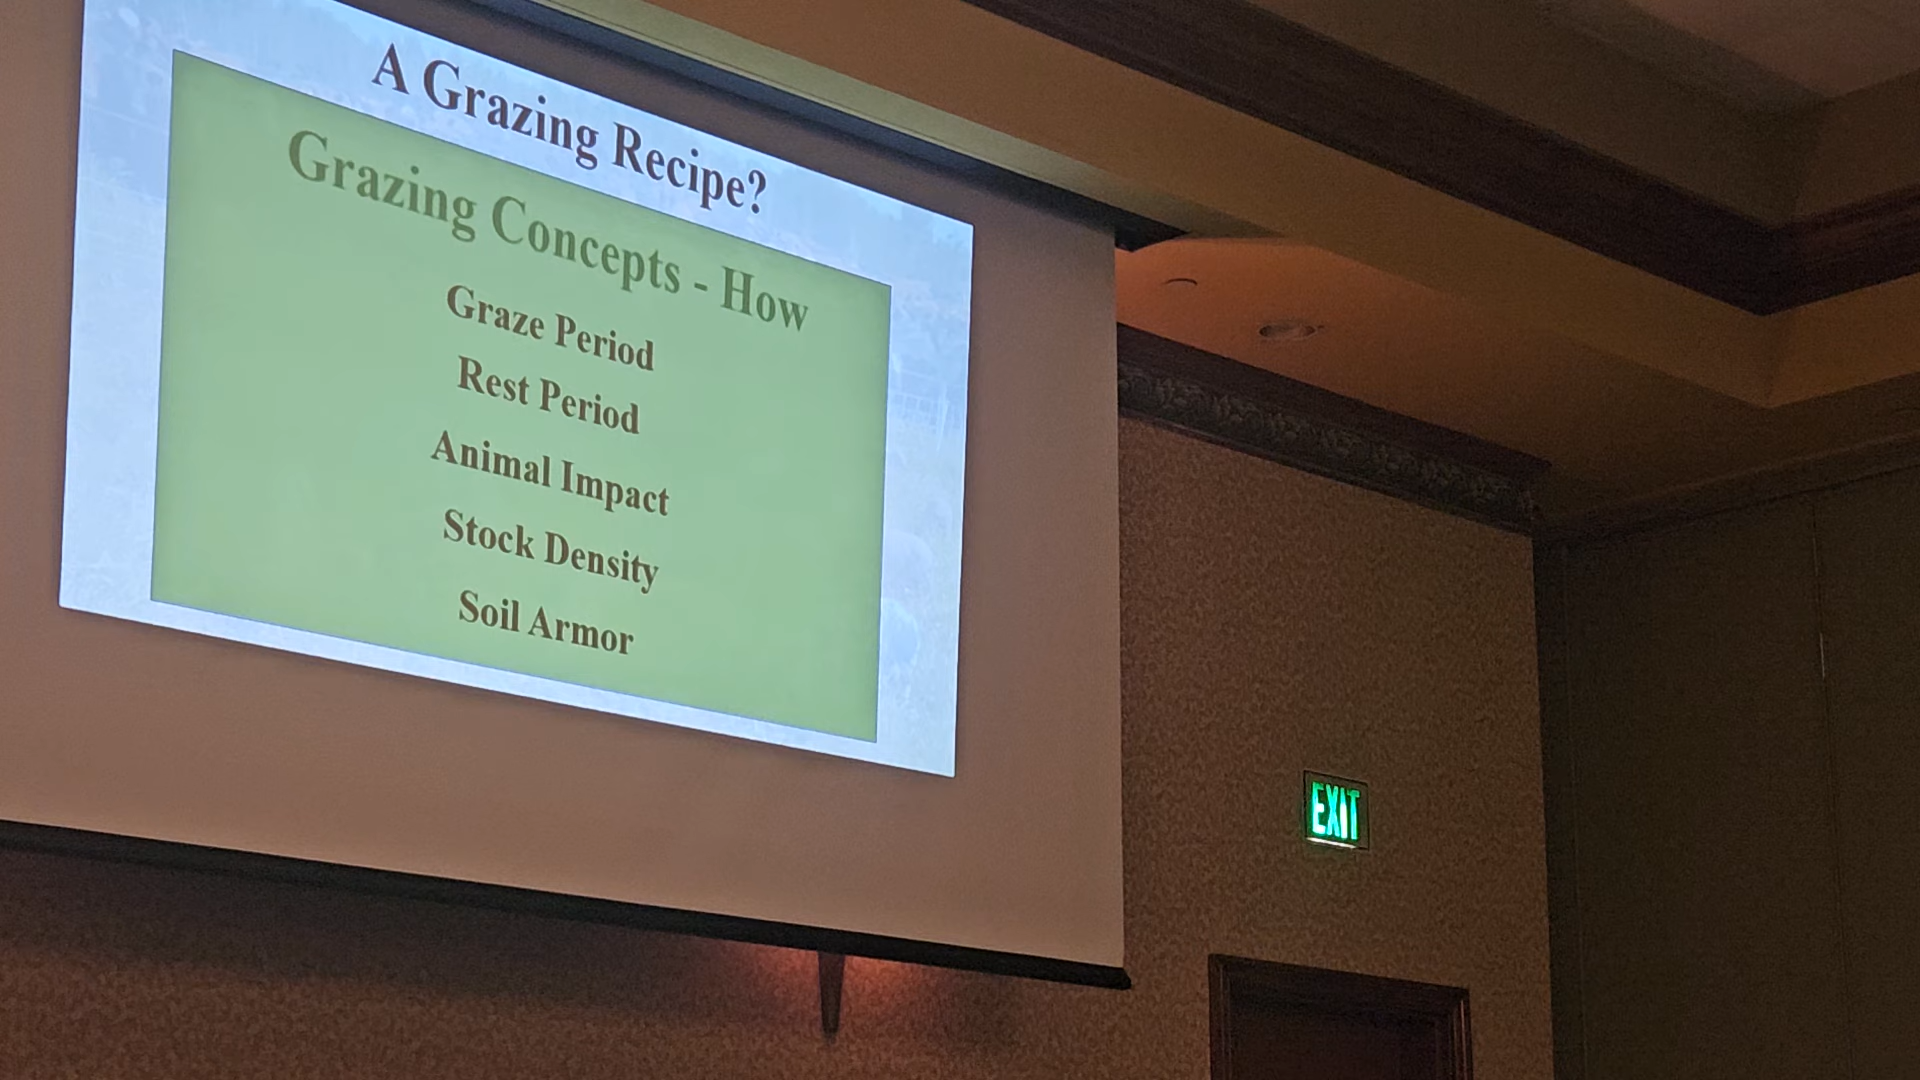 A Grazing Recipe?
Grazing Concepts - How
Graze Period
Rest Period
Animal Impact
Stock Density
Soil Armor
EXIT